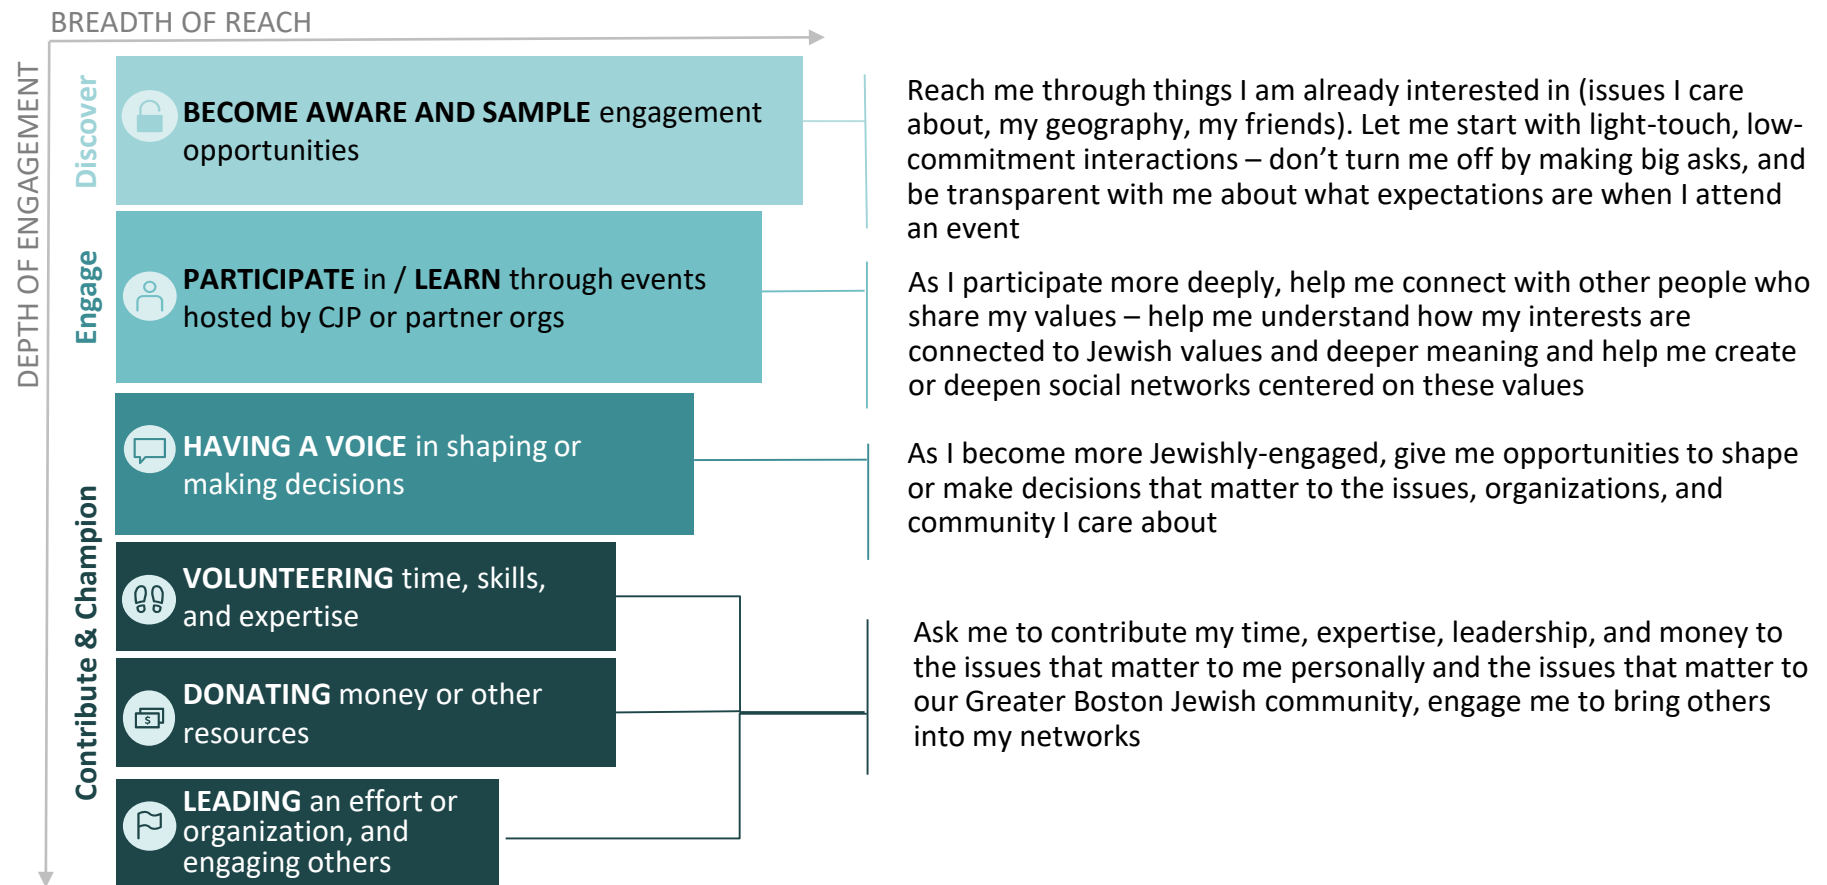 BREADTH OF REACH
DEPTH OF ENGAGEMENT
Discover
BECOME AWARE AND SAMPLE engagement
opportunities
Reach me through things I am already interested in (issues I care
about, my geography, my friends). Let me start with light-touch, low-
commitment interactions – don’t turn me off by making big asks, and
be transparent with me about what expectations are when I attend
an event
Engage
PARTICIPATE in / LEARN through events
hosted by CJP or partner orgs
As I participate more deeply, help me connect with other people who
share my values – help me understand how my interests are
connected to Jewish values and deeper meaning and help me create
or deepen social networks centered on these values
Contribute & Champion
HAVING A VOICE in shaping or
making decisions
As I become more Jewishly-engaged, give me opportunities to shape
or make decisions that matter to the issues, organizations, and
community I care about
VOLUNTEERING time, skills,
and expertise
$
DONATING money or other
resources
LEADING an effort or
organization, and
engaging others
Ask me to contribute my time, expertise, leadership, and money to
the issues that matter to me personally and the issues that matter to
our Greater Boston Jewish community, engage me to bring others
into my networks